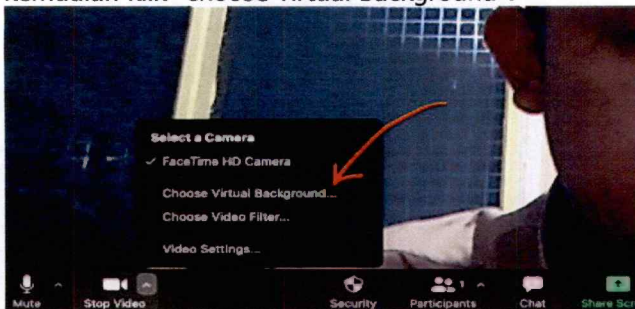 Kemudian klik "Choose Virtual Background".
Select a Camera
✓ FaceTime HD Camera
Choose Virtual Background...
Choose Video Filter...
Video Settings...
Mute
Stop Video
Security
Participants
1
Chat
Share Scr